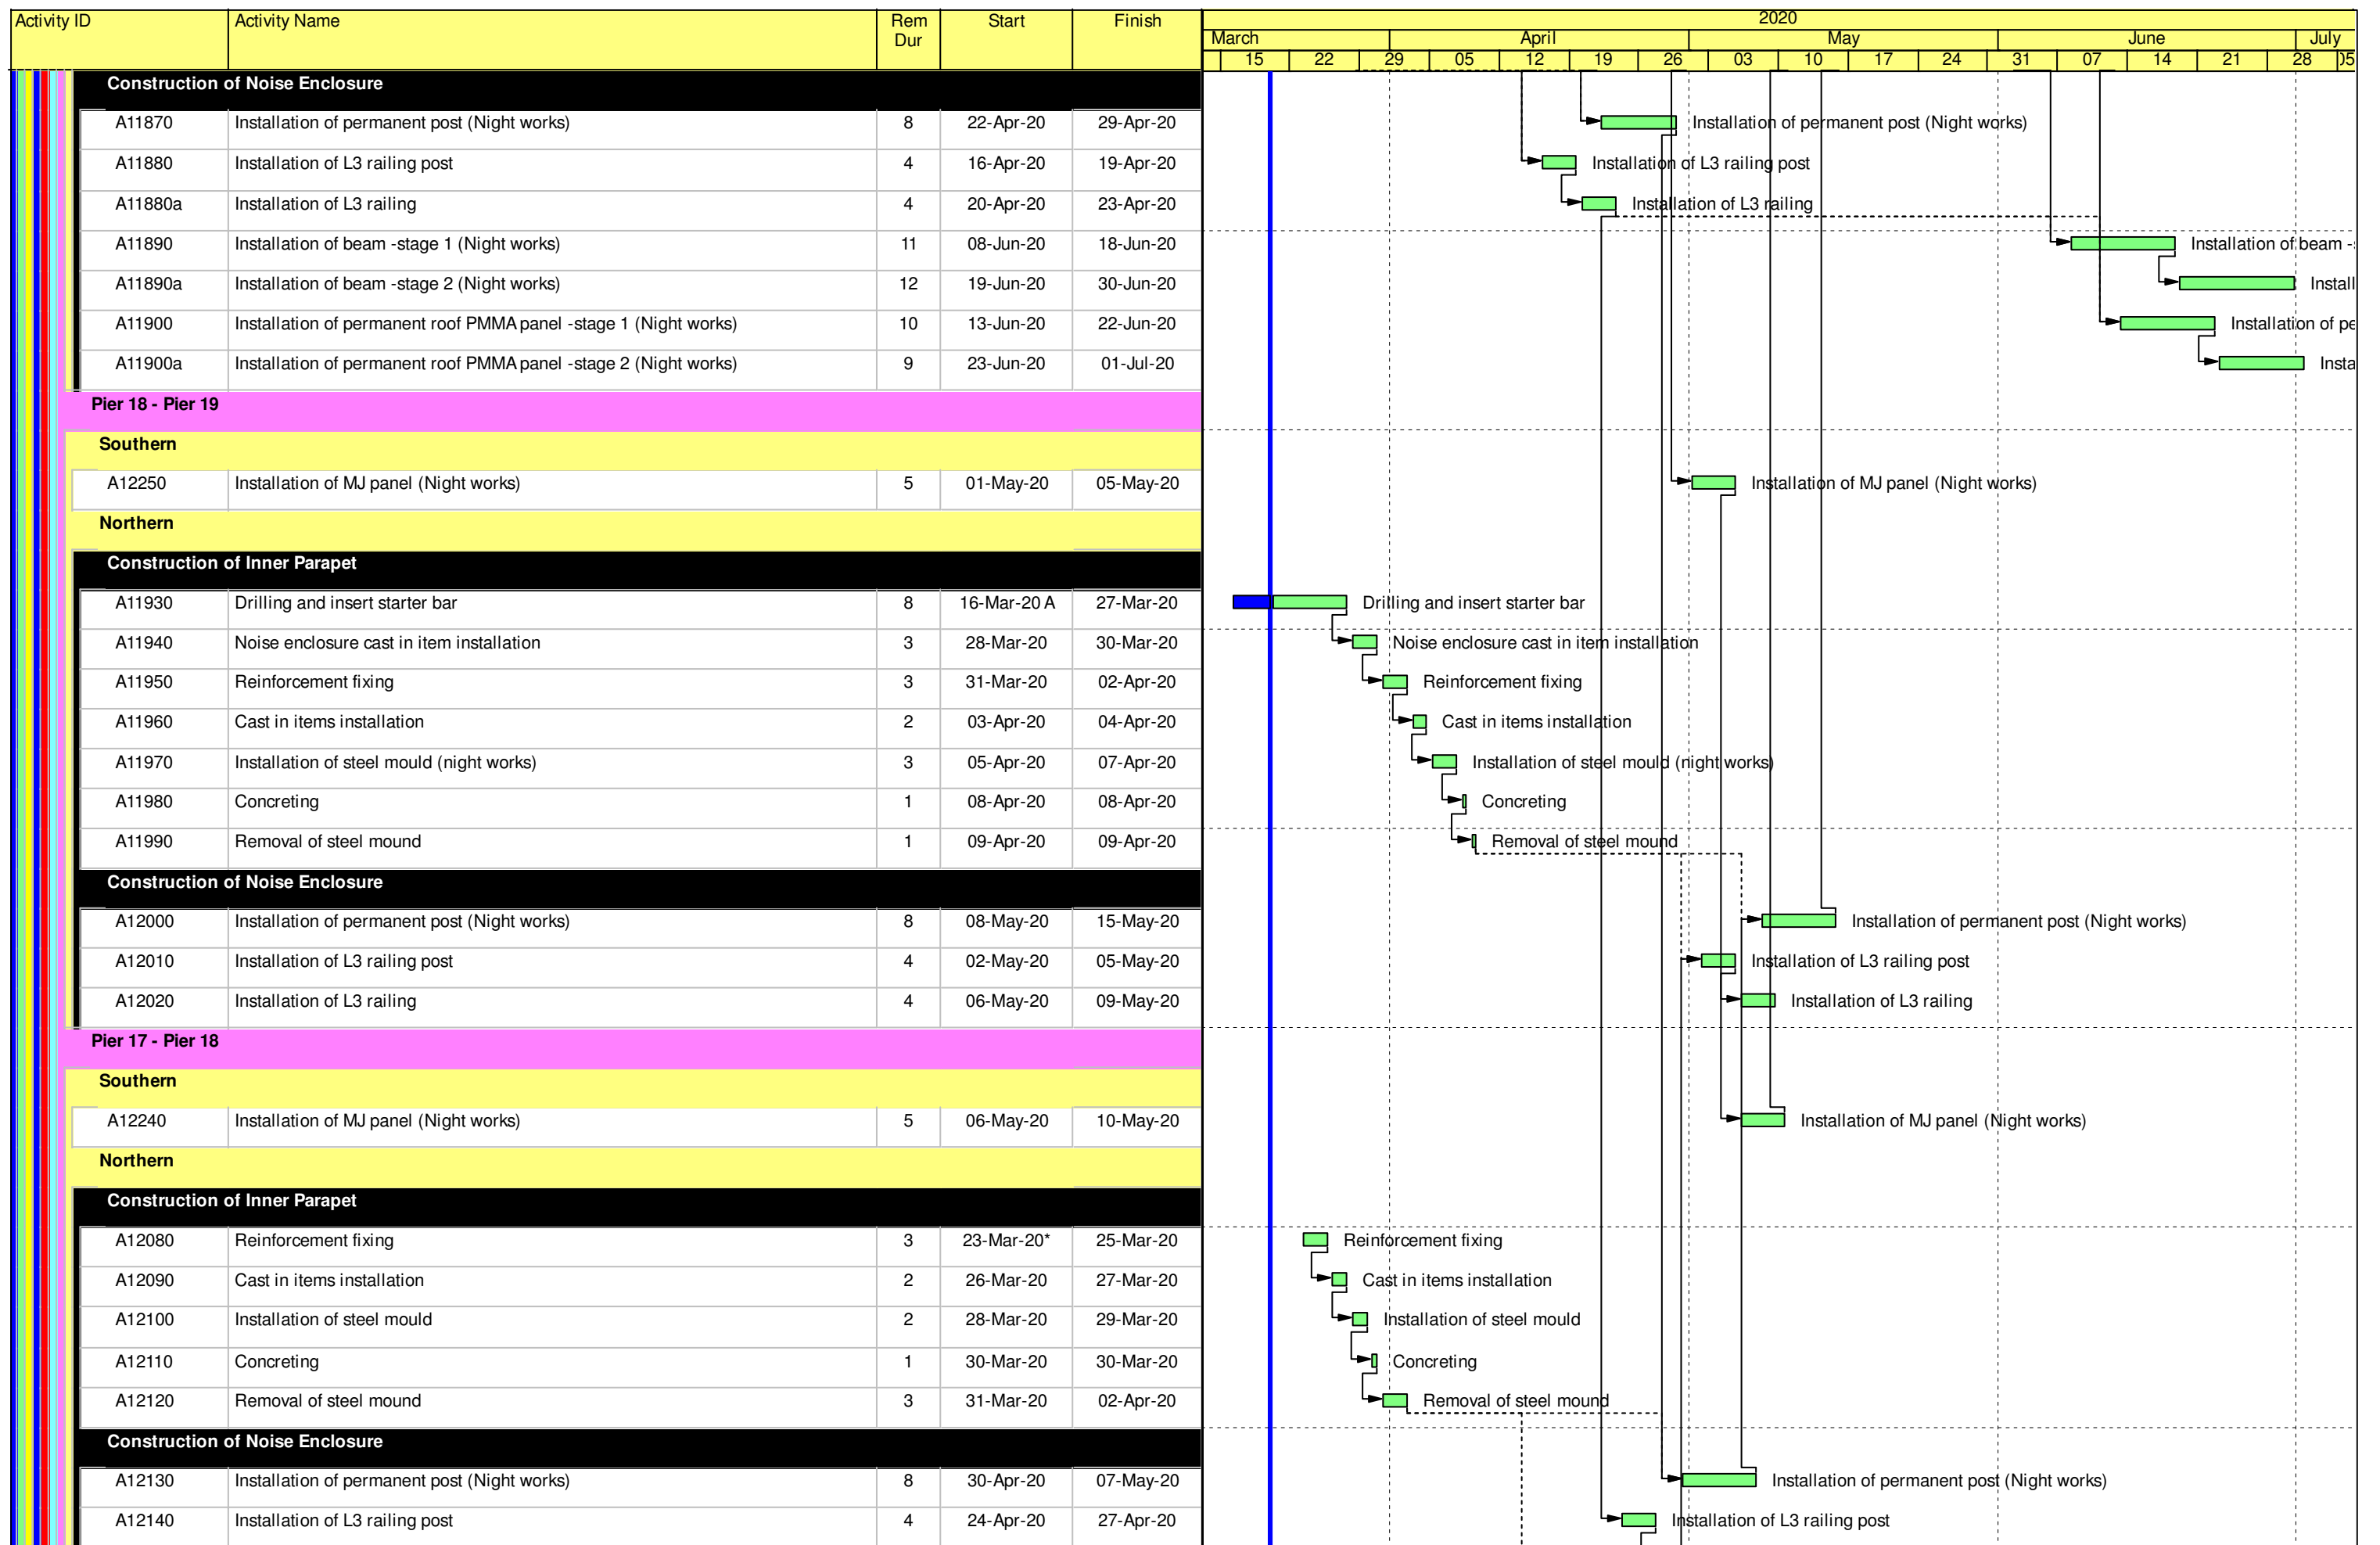 Activity ID Activity Name Rem Dur Start Finish 2020
March April May June July
15 22 29 05 12 19 26 03 10 17 24 31 07 14 21 28 05
Construction of Noise Enclosure
A11870 Installation of permanent post (Night works) 8 22-Apr-20 29-Apr-20 Installation of permanent post (Night works)
A11880 Installation of L3 railing post 4 16-Apr-20 19-Apr-20 Installation of L3 railing post
A11880a Installation of L3 railing 4 20-Apr-20 23-Apr-20 Installation of L3 railing
A11890 Installation of beam -stage 1 (Night works) 11 08-Jun-20 18-Jun-20 Installation of beam -
A11890a Installation of beam -stage 2 (Night works) 12 19-Jun-20 30-Jun-20 Install
A11900 Installation of permanent roof PMMA panel -stage 1 (Night works) 10 13-Jun-20 22-Jun-20 Installation of pe
A11900a Installation of permanent roof PMMA panel -stage 2 (Night works) 9 23-Jun-20 01-Jul-20 Insta
Pier 18 - Pier 19
Southern
A12250 Installation of MJ panel (Night works) 5 01-May-20 05-May-20 Installation of MJ panel (Night works)
Northern
Construction of Inner Parapet
A11930 Drilling and insert starter bar 8 16-Mar-20 A 27-Mar-20 Drilling and insert starter bar
A11940 Noise enclosure cast in item installation 3 28-Mar-20 30-Mar-20 Noise enclosure cast in item installation
A11950 Reinforcement fixing 3 31-Mar-20 02-Apr-20 Reinforcement fixing
A11960 Cast in items installation 2 03-Apr-20 04-Apr-20 Cast in items installation
A11970 Installation of steel mould (night works) 3 05-Apr-20 07-Apr-20 Installation of steel mould (night works)
A11980 Concreting 1 08-Apr-20 08-Apr-20 Concreting
A11990 Removal of steel mound 1 09-Apr-20 09-Apr-20 Removal of steel mound
Construction of Noise Enclosure
A12000 Installation of permanent post (Night works) 8 08-May-20 15-May-20 Installation of permanent post (Night works)
A12010 Installation of L3 railing post 4 02-May-20 05-May-20 Installation of L3 railing post
A12020 Installation of L3 railing 4 06-May-20 09-May-20 Installation of L3 railing
Pier 17 - Pier 18
Southern
A12240 Installation of MJ panel (Night works) 5 06-May-20 10-May-20 Installation of MJ panel (Night works)
Northern
Construction of Inner Parapet
A12080 Reinforcement fixing 3 23-Mar-20* 25-Mar-20 Reinforcement fixing
A12090 Cast in items installation 2 26-Mar-20 27-Mar-20 Cast in items installation
A12100 Installation of steel mould 2 28-Mar-20 29-Mar-20 Installation of steel mould
A12110 Concreting 1 30-Mar-20 30-Mar-20 Concreting
A12120 Removal of steel mound 3 31-Mar-20 02-Apr-20 Removal of steel mound
Construction of Noise Enclosure
A12130 Installation of permanent post (Night works) 8 30-Apr-20 07-May-20 Installation of permanent post (Night works)
A12140 Installation of L3 railing post 4 24-Apr-20 27-Apr-20 Installation of L3 railing post